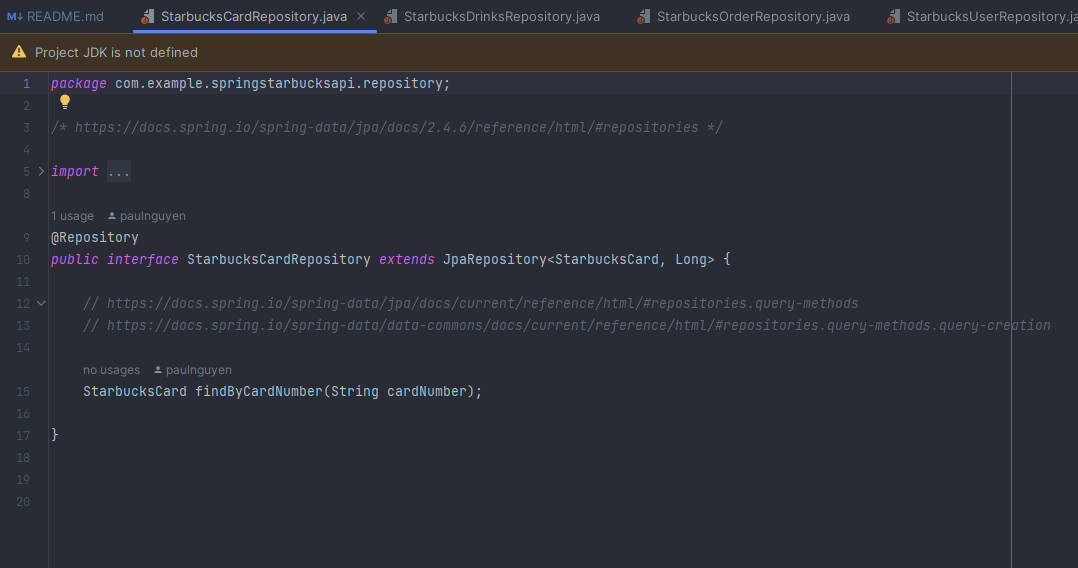 README.md StarbucksCardRepository.java StarbucksDrinksRepository.java StarbucksOrderRepository.java StarbucksUserRepository.ja
Project JDK is not defined
1 package com.example.springstarbucksapi.repository;
2
3 /* https://docs.spring.io/spring-data/jpa/docs/2.4.6/reference/html/#repositories */
4
5 import ...
8
1 usage paulnguyen
9 @Repository
10 public interface StarbucksCardRepository extends JpaRepository<StarbucksCard, Long> {
11
12 // https://docs.spring.io/spring-data/jpa/docs/current/reference/html/#repositories.query-methods
13 // https://docs.spring.io/spring-data/data-commons/docs/current/reference/html/#repositories.query-methods.query-creation
14
no usages paulnguyen
15 StarbucksCard findByCardNumber(String cardNumber);
16
17 }
18
19
20